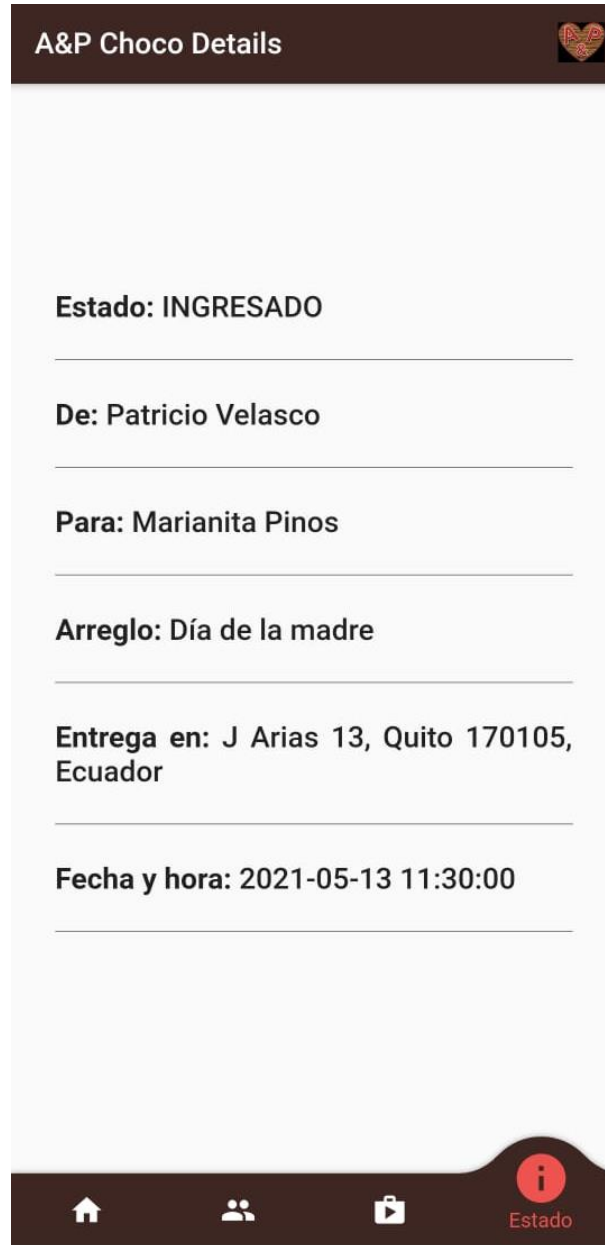 A&P Choco Details
A & P
Estado: INGRESADO
De: Patricio Velasco
Para: Marianita Pinos
Arreglo: Día de la madre
Entrega en: J Arias 13, Quito 170105,
Ecuador
Fecha y hora: 2021-05-13 11:30:00
Estado